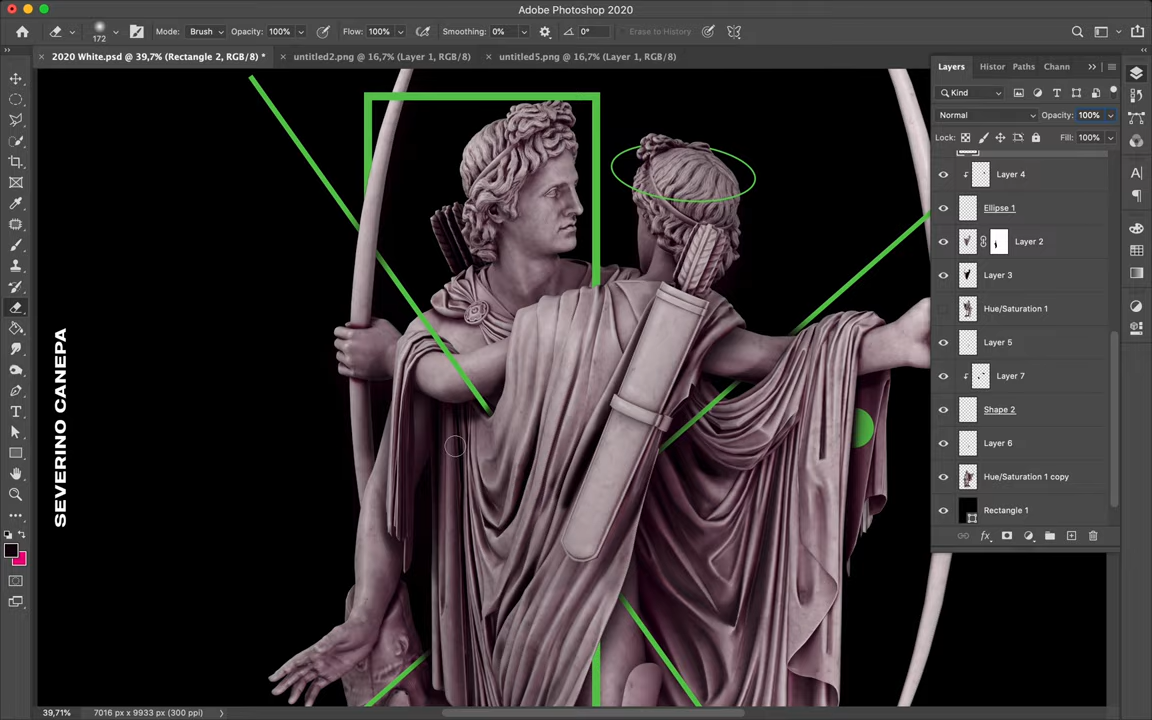 Adobe Photoshop 2020
172
Mode: Brush
Opacity: 100%
Flow: 100%
Smoothing: 0%
0°
Erase to History
2020 White.psd @ 39,7% (Rectangle 2, RGB/8) *
untitled2.png @ 16,7% (Layer 1, RGB/8)
untitled5.png @ 16,7% (Layer 1, RGB/8)
Layers
Histor
Paths
Chann
Kind
Normal
Opacity: 100%
Lock:
Fill: 100%
Layer 4
Ellipse 1
Layer 2
Layer 3
Hue/Saturation 1
Layer 5
Layer 7
Shape 2
Layer 6
Hue/Saturation 1 copy
Rectangle 1
fx
SEVERINO CANEPA
39,71%
7016 px x 9933 px (300 ppi)